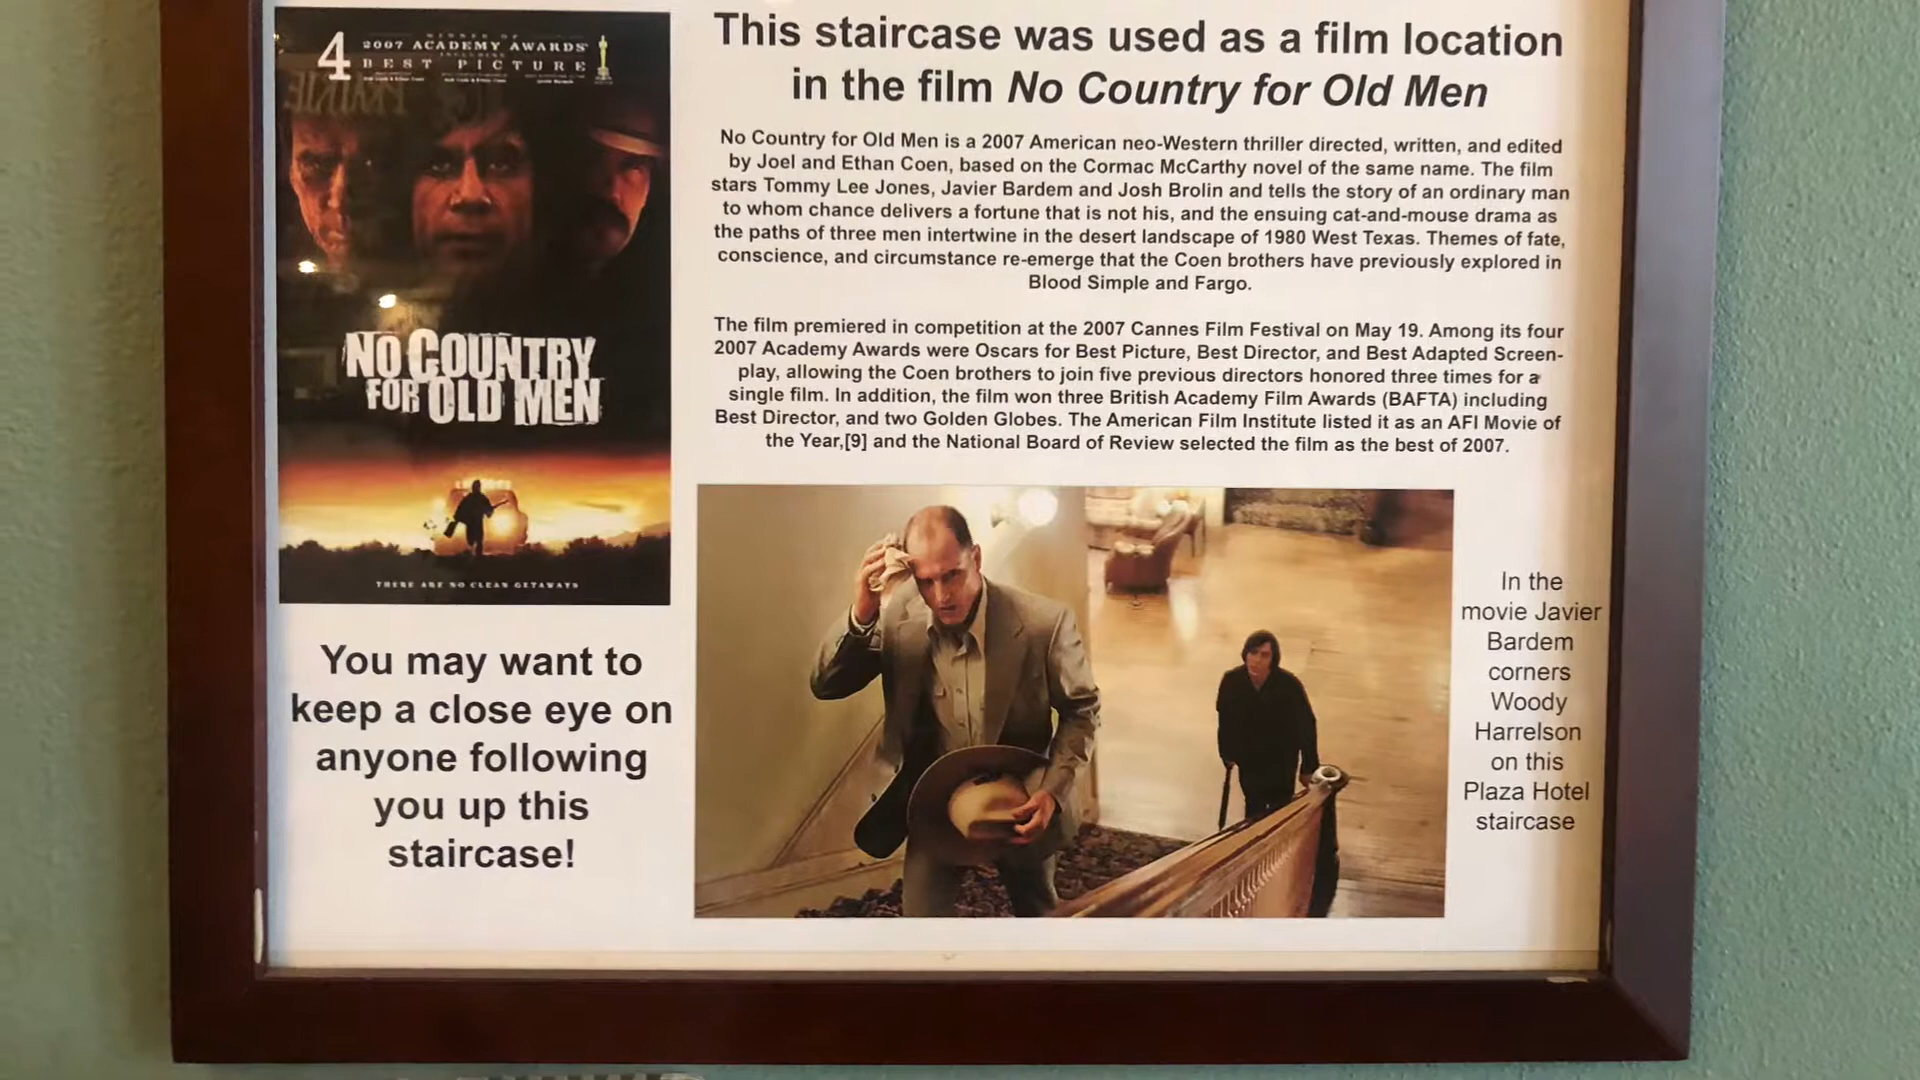 4
2007 ACADEMY AWARDS
BEST PICTURE
NO COUNTRY
FOR OLD MEN
THERE ARE NO CLEAN GETAWAYS
You may want to
keep a close eye on
anyone following
you up this
staircase!
This staircase was used as a film location
in the film No Country for Old Men
No Country for Old Men is a 2007 American neo-Western thriller directed, written, and edited
by Joel and Ethan Coen, based on the Cormac McCarthy novel of the same name. The film
stars Tommy Lee Jones, Javier Bardem and Josh Brolin and tells the story of an ordinary man
to whom chance delivers a fortune that is not his, and the ensuing cat-and-mouse drama as
the paths of three men intertwine in the desert landscape of 1980 West Texas. Themes of fate,
conscience, and circumstance re-emerge that the Coen brothers have previously explored in
Blood Simple and Fargo.
The film premiered in competition at the 2007 Cannes Film Festival on May 19. Among its four
2007 Academy Awards were Oscars for Best Picture, Best Director, and Best Adapted Screen-
play, allowing the Coen brothers to join five previous directors honored three times for a
single film. In addition, the film won three British Academy Film Awards (BAFTA) including
Best Director, and two Golden Globes. The American Film Institute listed it as an AFI Movie of
the Year,[9] and the National Board of Review selected the film as the best of 2007.
In the
movie Javier
Bardem
corners
Woody
Harrelson
on this
Plaza Hotel
staircase